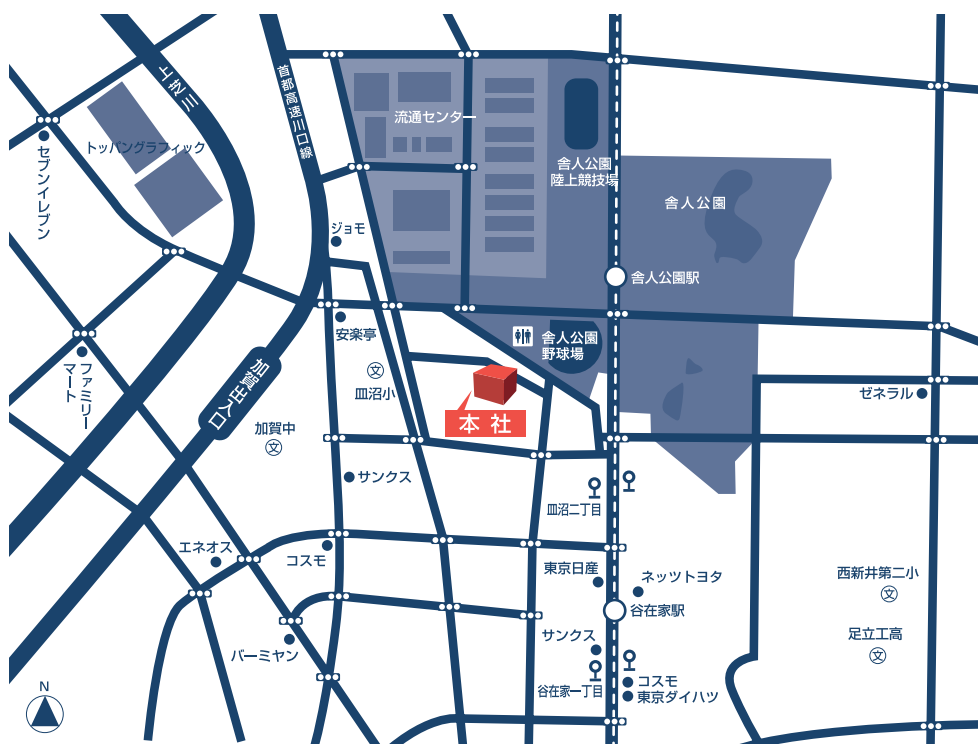 上きり川
首都高速川口線
流通センター
トッパングラフィック
セブンイレブン
舎人公園
陸上競技場
舎人公園
ジョモ
舎人公園駅
安楽亭
舎人公園
野球場
文
皿沼小
ファミリー
マート
加賀出入口
ゼネラル
本社
加賀中
文
サンクス
皿沼二丁目
エネオス
コスモ
東京日産
ネッツトヨタ
西新井第二小
文
谷在家駅
サンクス
足立工高
文
バーミヤン
谷在家一丁目
コスモ
東京ダイハツ
N